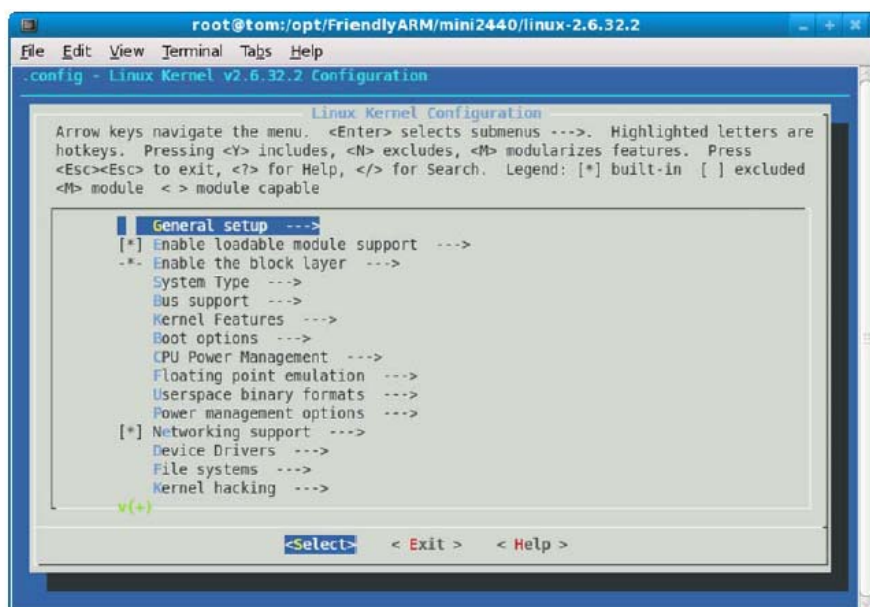 root@tom:/opt/FriendlyARM/mini2440/linux-2.6.32.2
File Edit View Terminal Tabs Help
.config - Linux Kernel v2.6.32.2 Configuration
Linux Kernel Configuration
Arrow keys navigate the menu. <Enter> selects submenus --->. Highlighted letters are
hotkeys. Pressing <Y> includes, <N> excludes, <M> modularizes features. Press
<Esc><Esc> to exit, <?> for Help, </> for Search. Legend: [*] built-in [ ] excluded
<M> module < > module capable
General setup --->
[*] Enable loadable module support --->
-*- Enable the block layer --->
System Type --->
Bus support --->
Kernel Features --->
Boot options --->
CPU Power Management --->
Floating point emulation --->
Userspace binary formats --->
Power management options --->
[*] Networking support --->
Device Drivers --->
File systems --->
Kernel hacking --->
v(+)
<Select> < Exit > < Help >